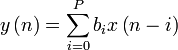 y(n) = \sum_{i=0}^{P} b_i x(n-i)